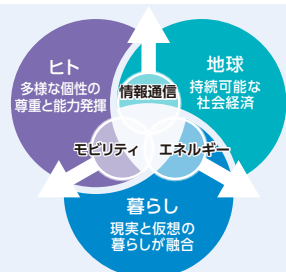 ヒト
多様な個性の
尊重と能力発揮
地球
持続可能な
社会経済
情報通信
モビリティ
エネルギー
暮らし
現実と仮想の
暮らしが融合